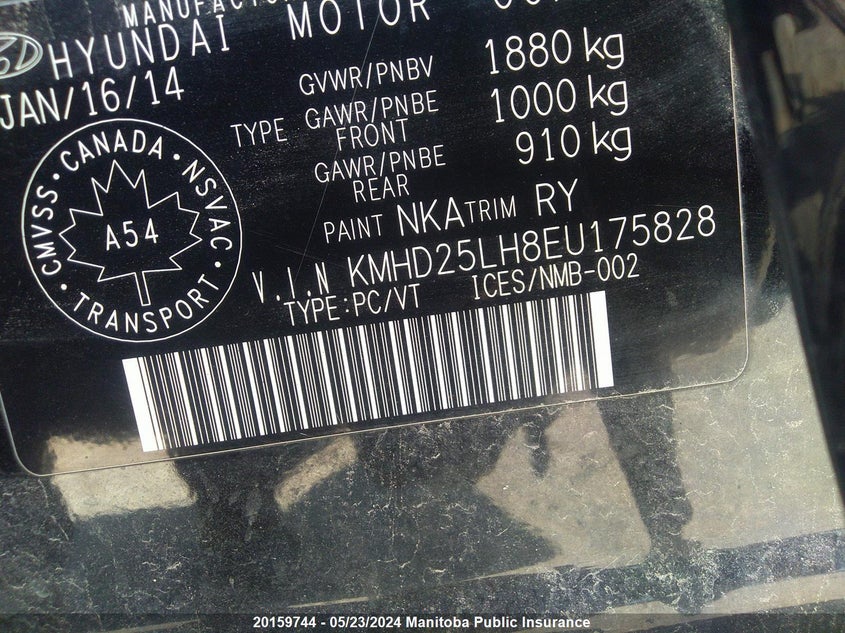 MANUFACTU
HYUNDAI MOTOR CO
JAN/16/14
GVWR/PNBV 1880 kg
TYPE GAWR/PNBE FRONT 1000 kg
GAWR/PNBE REAR 910 kg
PAINT NKA TRIM RY
V.I.N KMHD25LH8EU175828
TYPE:PC/VT ICES/NMB-002
CMVSS • CANADA • NSVAC • TRANSPORT •
A54
20159744 - 05/23/2024 Manitoba Public Insurance